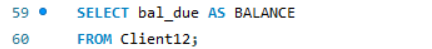 59 SELECT bal_due AS BALANCE
60 FROM Client12;